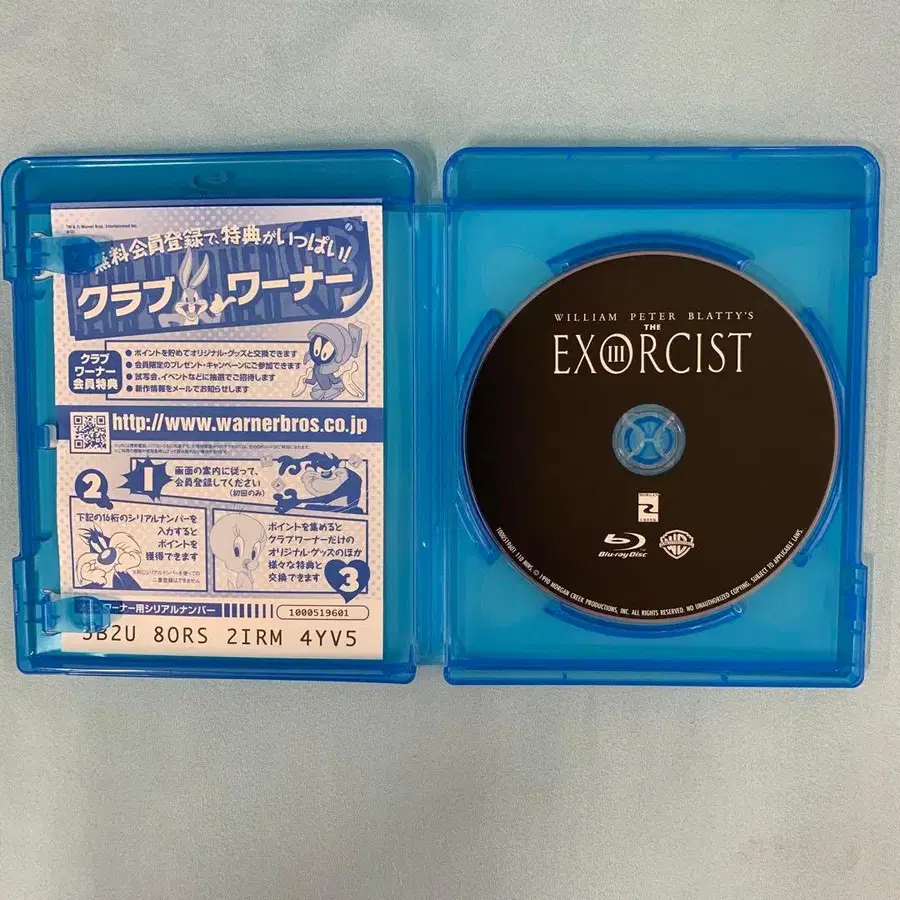 TM & © Warner Bros. Entertainment Inc.
無料会員登録で、特典がいっぱい!
クラブ ワーナー
クラブ
ワーナー
会員特典
● ポイントを貯めてオリジナル・グッズと交換できます
● 会員限定のプレゼント・キャンペーンにご参加できます
● 試写会、イベントなどに抽選でご招待します
● 新作情報をメールでお知らせします
http://www.warnerbros.co.jp
1
画面の案内に従って、
会員登録してください
(初回のみ)
2
下記の16桁のシリアルナンバーを
入力すると
ポイントを
獲得できます
ポイントを集めると
クラブワーナーだけの
オリジナル・グッズのほか
様々な特典と
交換できます
3
ワーナー用シリアルナンバー
1000519601
5B2U 8ORS 2IRM 4YV5
WILLIAM PETER BLATTY'S
THE
EXORCIST
III
MORGAN
CREEK
Blu-ray Disc
WB
1000519601 110 MINS © 1990 MORGAN CREEK PRODUCTIONS, INC. ALL RIGHTS RESERVED. NO UNAUTHORIZED COPYING. SUBJECT TO APPLICABLE LAWS.